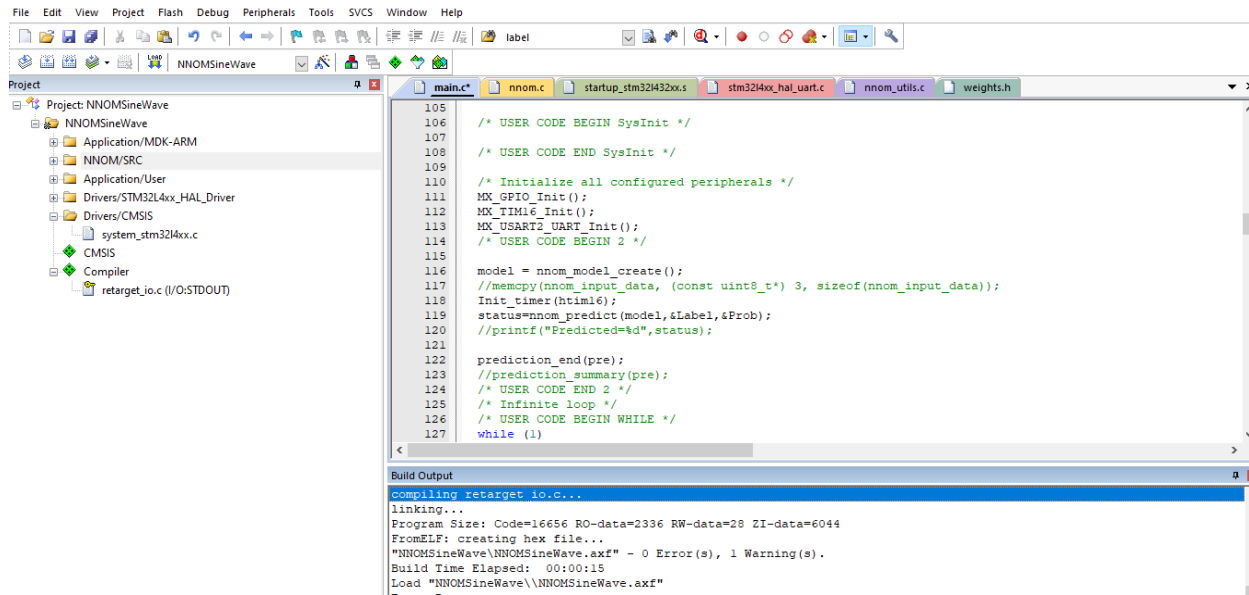 File Edit View Project Flash Debug Peripherals Tools SVCS Window Help
label
LOAD NNOMSineWave
Project
Project: NNOMSineWave
NNOMSineWave
Application/MDK-ARM
NNOM/SRC
Application/User
Drivers/STM32L4xx_HAL_Driver
Drivers/CMSIS
system_stm32l4xx.c
CMSIS
Compiler
retarget_io.c (I/O:STDOUT)
main.c* nnom.c startup_stm32l432xx.s stm32l4xx_hal_uart.c nnom_utils.c weights.h
105
106 /* USER CODE BEGIN SysInit */
107
108 /* USER CODE END SysInit */
109
110 /* Initialize all configured peripherals */
111 MX_GPIO_Init();
112 MX_TIM16_Init();
113 MX_USART2_UART_Init();
114 /* USER CODE BEGIN 2 */
115
116 model = nnom_model_create();
117 //memcpy(nnom_input_data, (const uint8_t*) 3, sizeof(nnom_input_data));
118 Init_timer(htim16);
119 status=nnom_predict(model,&Label,&Prob);
120 //printf("Predicted=%d",status);
121
122 prediction_end(pre);
123 //prediction_summary(pre);
124 /* USER CODE END 2 */
125 /* Infinite loop */
126 /* USER CODE BEGIN WHILE */
127 while (1)
Build Output
compiling retarget_io.c...
linking...
Program Size: Code=16656 RO-data=2336 RW-data=28 ZI-data=6044
FromELF: creating hex file...
"NNOMSineWave\NNOMSineWave.axf" - 0 Error(s), 1 Warning(s).
Build Time Elapsed: 00:00:15
Load "NNOMSineWave\\NNOMSineWave.axf"